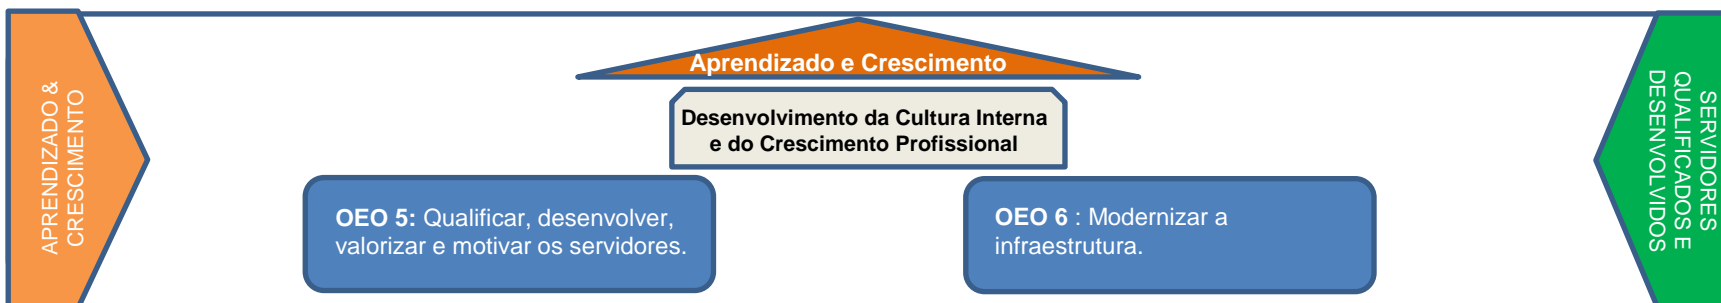 APRENDIZADO &
CRESCIMENTO
Aprendizado e Crescimento
Desenvolvimento da Cultura Interna
e do Crescimento Profissional
OEO 5: Qualificar, desenvolver,
valorizar e motivar os servidores.
OEO 6 : Modernizar a
infraestrutura.
SERVIDORES
QUALIFICADOS E
DESENVOLVIDOS